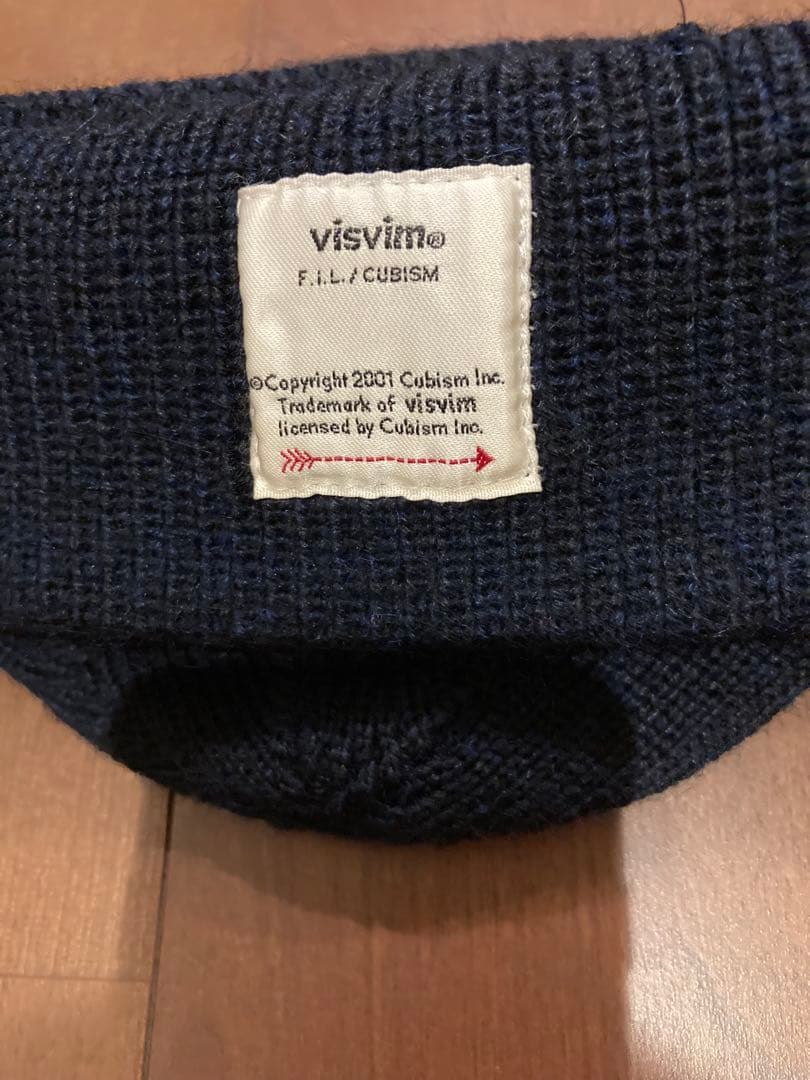 visvim®
F.I.L./CUBISM
©Copyright 2001 Cubism Inc.
Trademark of visvim
licensed by Cubism Inc.